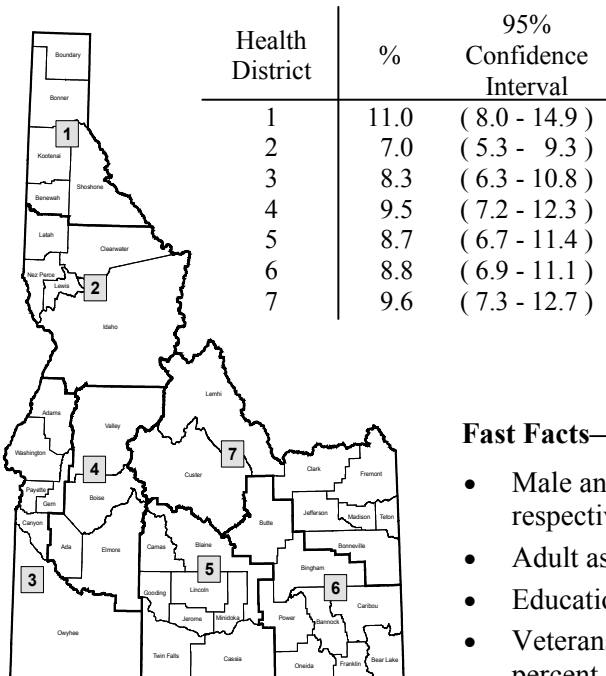 Health
District
%
95%
Confidence
Interval
1 11.0 ( 8.0 - 14.9 )
2 7.0 ( 5.3 - 9.3 )
3 8.3 ( 6.3 - 10.8 )
4 9.5 ( 7.2 - 12.3 )
5 8.7 ( 6.7 - 11.4 )
6 8.8 ( 6.9 - 11.1 )
7 9.6 ( 7.3 - 12.7 )
Boundary
Bonner
1
Kootenai
Shoshone
Benewah
Latah
Clearwater
Nez Perce
Lewis
2
Idaho
Lemhi
Adams
Valley
Washington
4
7
Custer
Clark
Fremont
Payette
Gem
Boise
Canyon
Jefferson
Madison
Teton
Butte
Ada
Elmore
Camas
Blaine
Bonneville
Bingham
3
5
6
Gooding
Lincoln
Caribou
Jerome
Minidoka
Power
Bannock
Owyhee
Twin Falls
Cassia
Oneida
Franklin
Bear Lake
Fast Facts—
• Male an
respectiv
• Adult as
• Educatio
• Veterans
percent